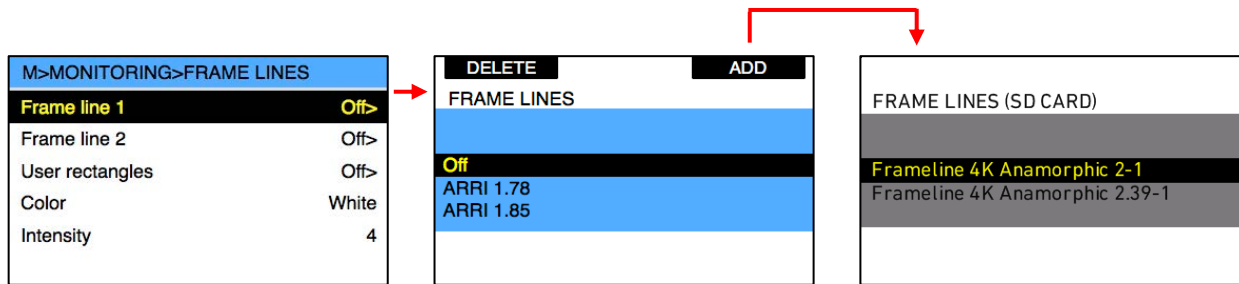 M>MONITORING>FRAME LINES
Frame line 1 Off>
Frame line 2 Off>
User rectangles Off>
Color White
Intensity 4
DELETE ADD
FRAME LINES
Off
ARRI 1.78
ARRI 1.85
FRAME LINES (SD CARD)
Frameline 4K Anamorphic 2-1
Frameline 4K Anamorphic 2.39-1